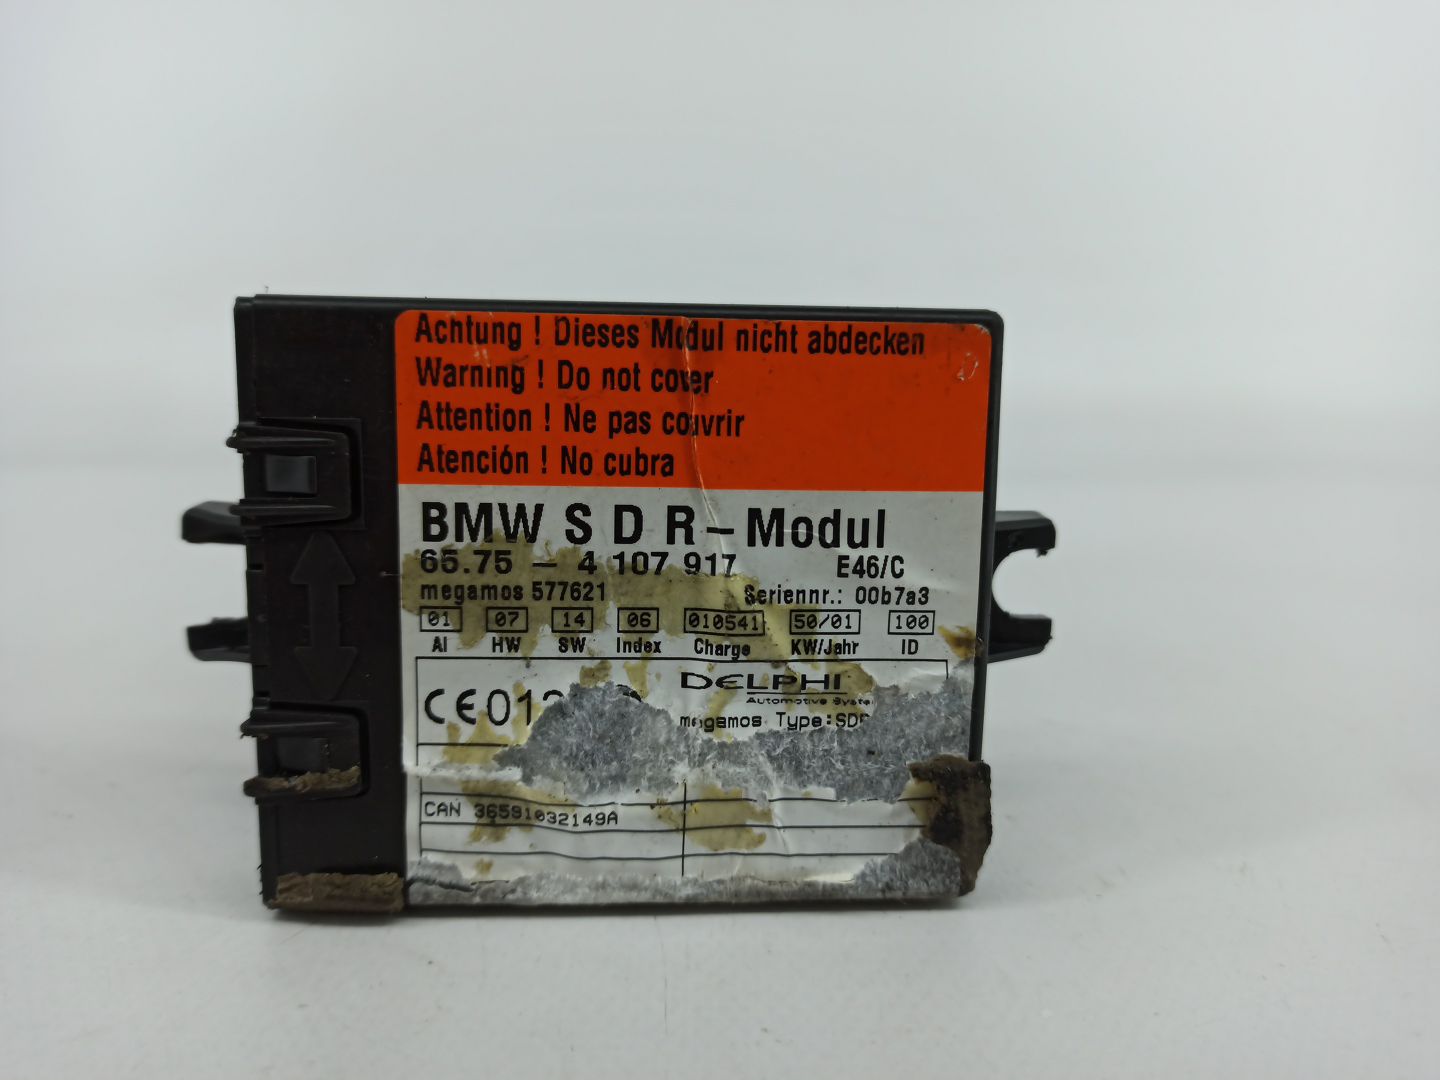 Achtung ! Dieses Modul nicht abdecken
Warning ! Do not cover
Attention ! Ne pas couvrir
Atención ! No cubra
BMW S D R – Modul
65.75 – 4 107 917 E46/C
megamos 577621 Seriennr.: 00b7a3
01 07 14 06 010541 50/01 100
AI HW SW Index Charge KW/Jahr ID
DELPHI
Automotive
CE01
megamos Type:
CAN 36591032149A